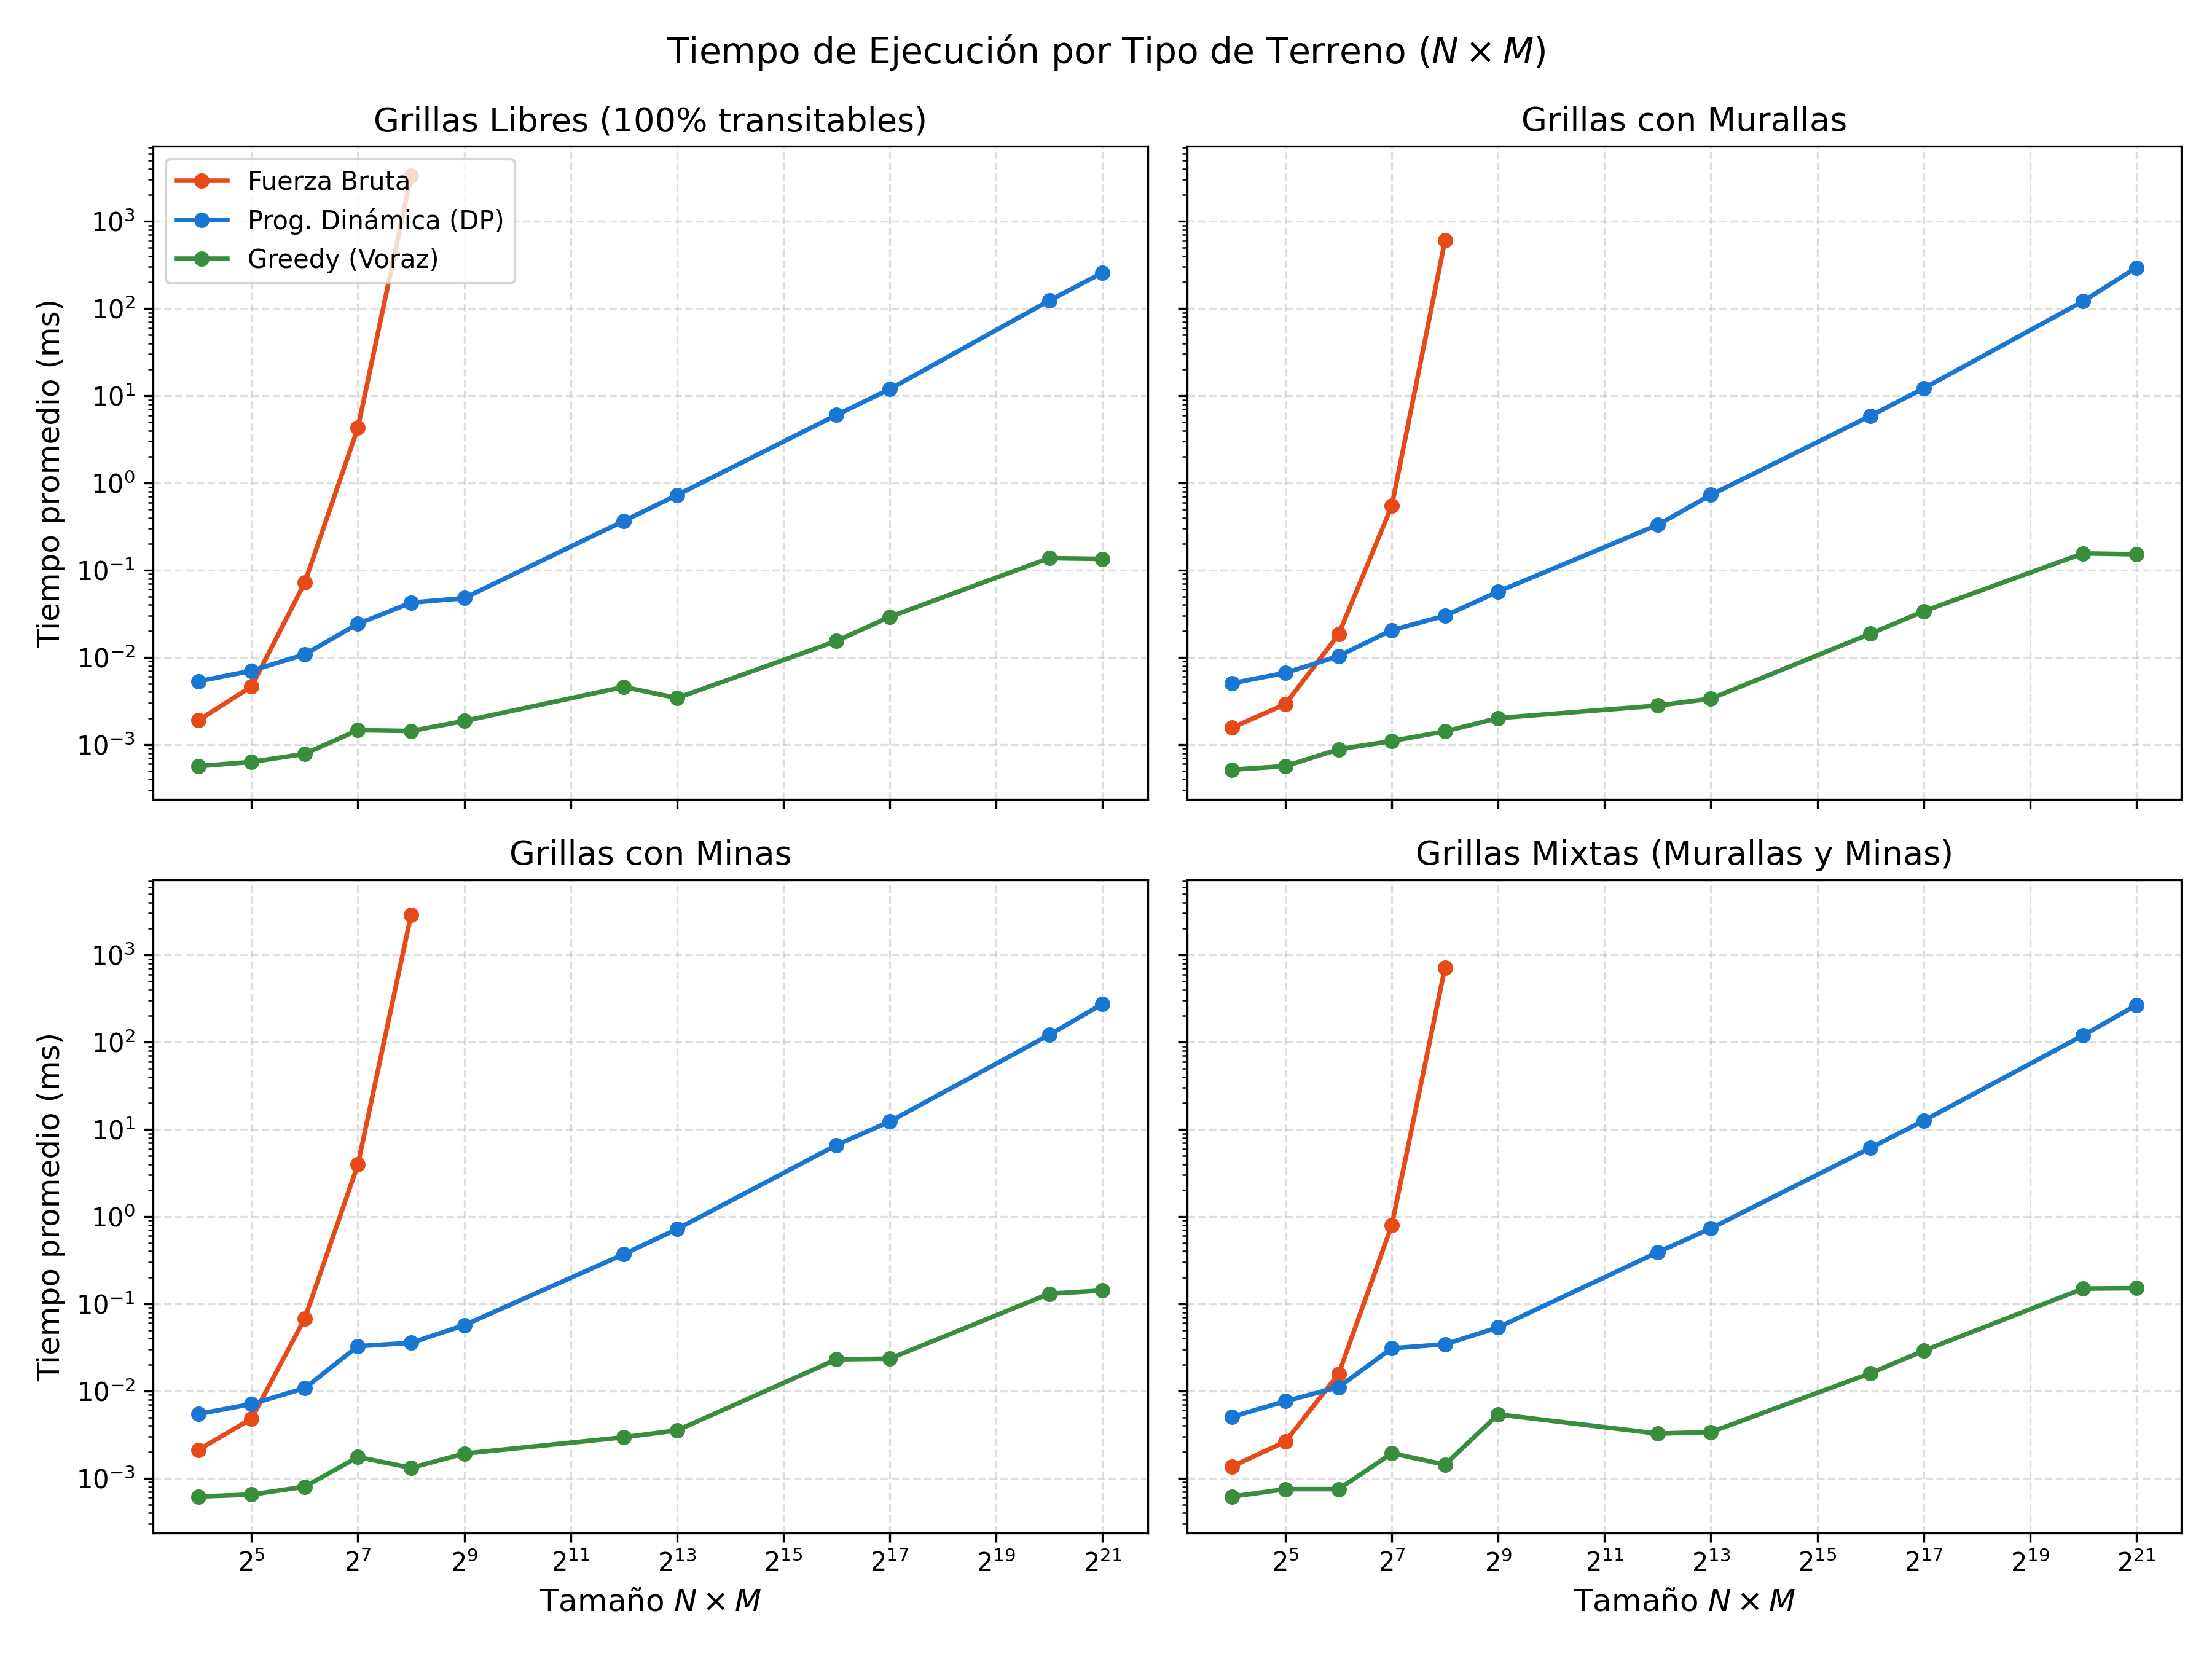 Tiempo de Ejecución por Tipo de Terreno (N × M)
Grillas Libres (100% transitables)
Grillas con Murallas
Fuerza Bruta
Prog. Dinámica (DP)
Greedy (Voraz)
Tiempo promedio (ms)
10³
10²
10¹
10⁰
10⁻¹
10⁻²
10⁻³
Grillas con Minas
Grillas Mixtas (Murallas y Minas)
Tiempo promedio (ms)
10³
10²
10¹
10⁰
10⁻¹
10⁻²
10⁻³
2⁵ 2⁷ 2⁹ 2¹¹ 2¹³ 2¹⁵ 2¹⁷ 2¹⁹ 2²¹
2⁵ 2⁷ 2⁹ 2¹¹ 2¹³ 2¹⁵ 2¹⁷ 2¹⁹ 2²¹
Tamaño N × M
Tamaño N × M